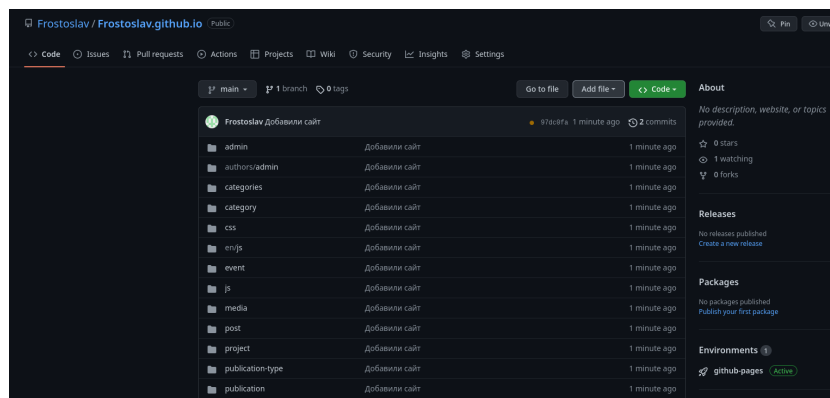 Frostoslav / Frostoslav.github.io Public
Pin
<> Code Issues Pull requests Actions Projects Wiki Security Insights Settings
main 1 branch 0 tags Go to file Add file Code
Frostoslav Добавили сайт 97dc0fa 1 minute ago 2 commits
admin Добавили сайт 1 minute ago
authors/admin Добавили сайт 1 minute ago
categories Добавили сайт 1 minute ago
category Добавили сайт 1 minute ago
css Добавили сайт 1 minute ago
en/js Добавили сайт 1 minute ago
event Добавили сайт 1 minute ago
js Добавили сайт 1 minute ago
media Добавили сайт 1 minute ago
post Добавили сайт 1 minute ago
project Добавили сайт 1 minute ago
publication-type Добавили сайт 1 minute ago
publication Добавили сайт 1 minute ago
About
No description, website, or topics
provided.
0 stars
1 watching
0 forks
Releases
No releases published
Create a new release
Packages
No packages published
Publish your first package
Environments 1
github-pages Active